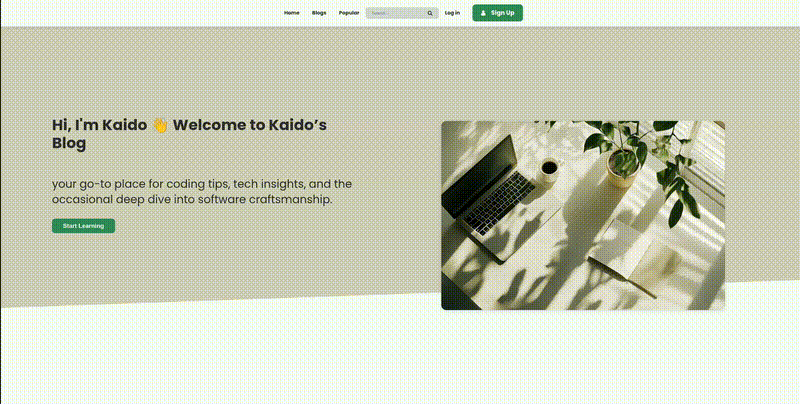 Home Blogs Popular Search... Log in Sign Up
Hi, I'm Kaido 👋 Welcome to Kaido’s
Blog
your go-to place for coding tips, tech insights, and the
occasional deep dive into software craftsmanship.
Start Learning